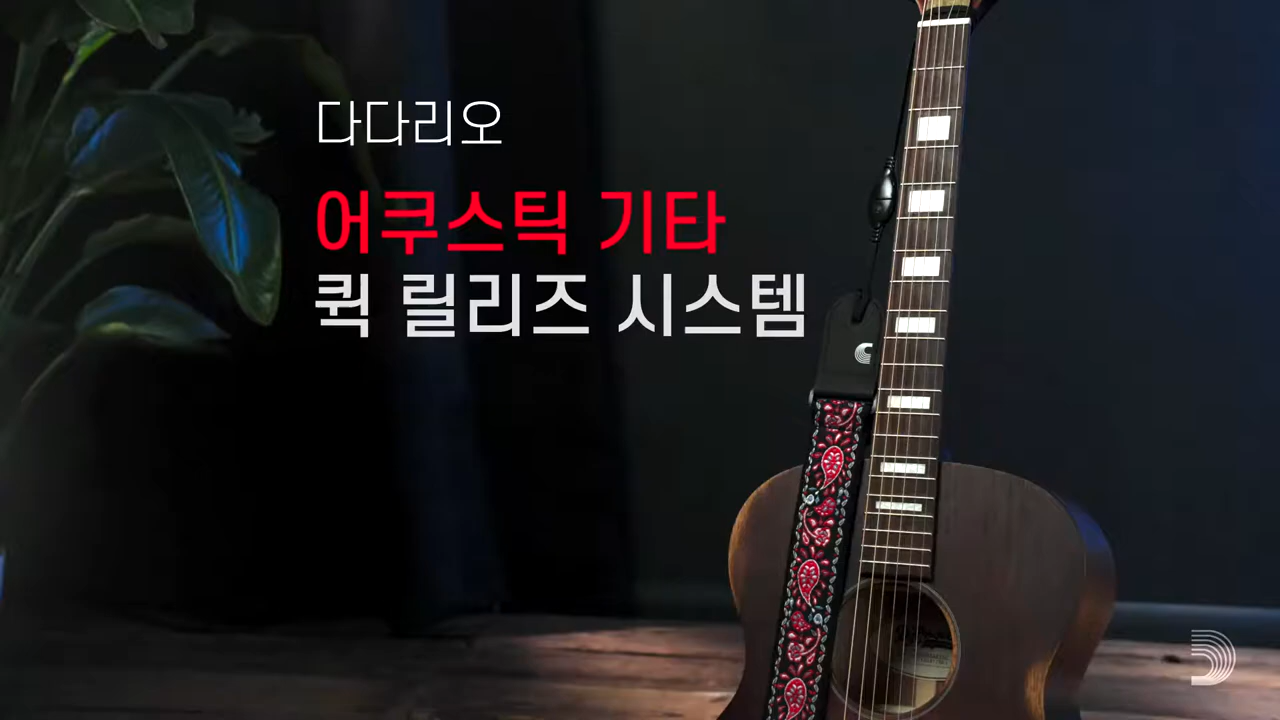 다다리오
어쿠스틱 기타
퀵 릴리즈 시스템